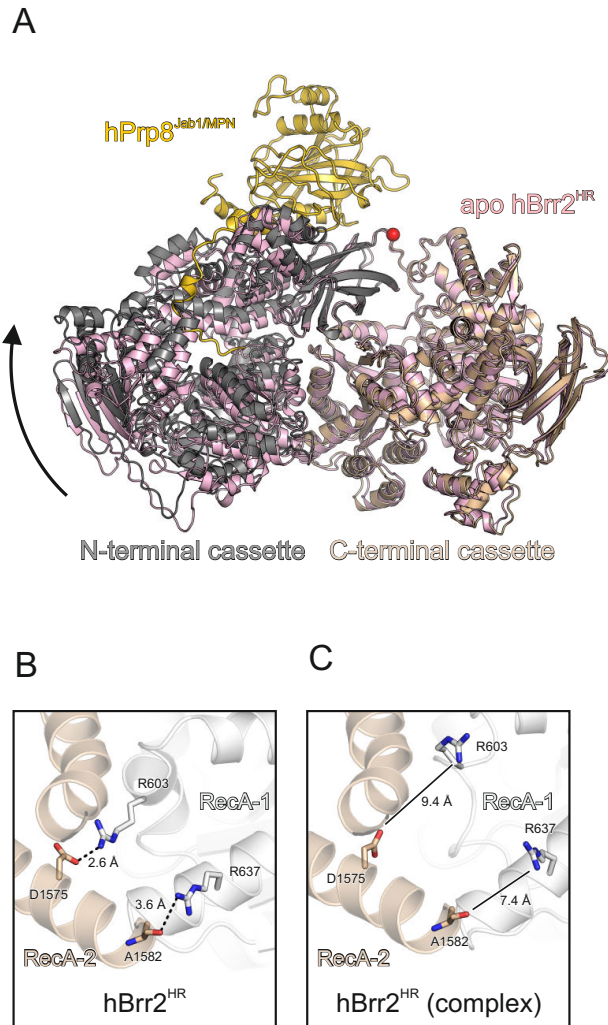 A
hPrp8Jab1/MPN
apo hBrr2HR
N-terminal cassette C-terminal cassette
B
C
R603
RecA-1
2.6 Å
D1575
R637
3.6 Å
A1582
RecA-2
hBrr2HR
R603
RecA-1
9.4 Å
R637
D1575
7.4 Å
A1582
RecA-2
hBrr2HR (complex)